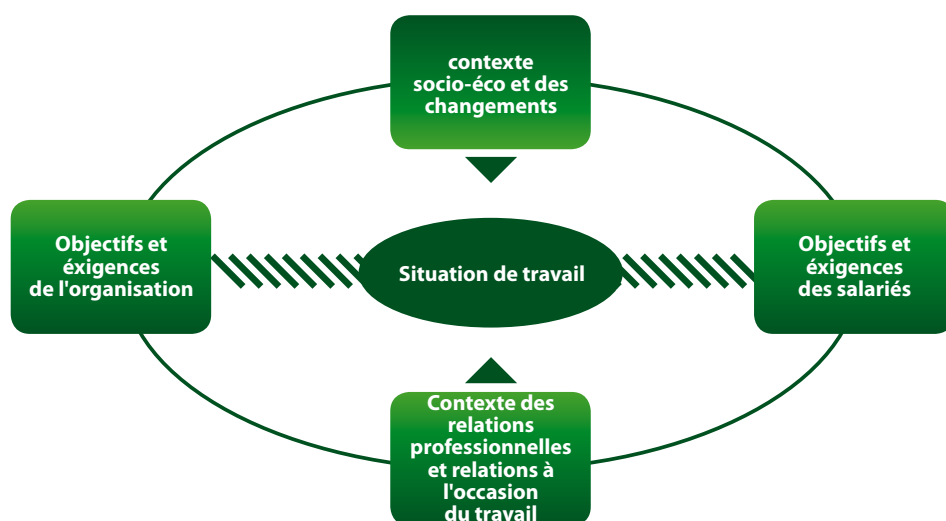 contexte
socio-éco et des
changements
Objectifs et
éxigences
de l'organisation
Situation de travail
Objectifs et
éxigences
des salariés
Contexte des
relations
professionnelles
et relations à
l'occasion
du travail